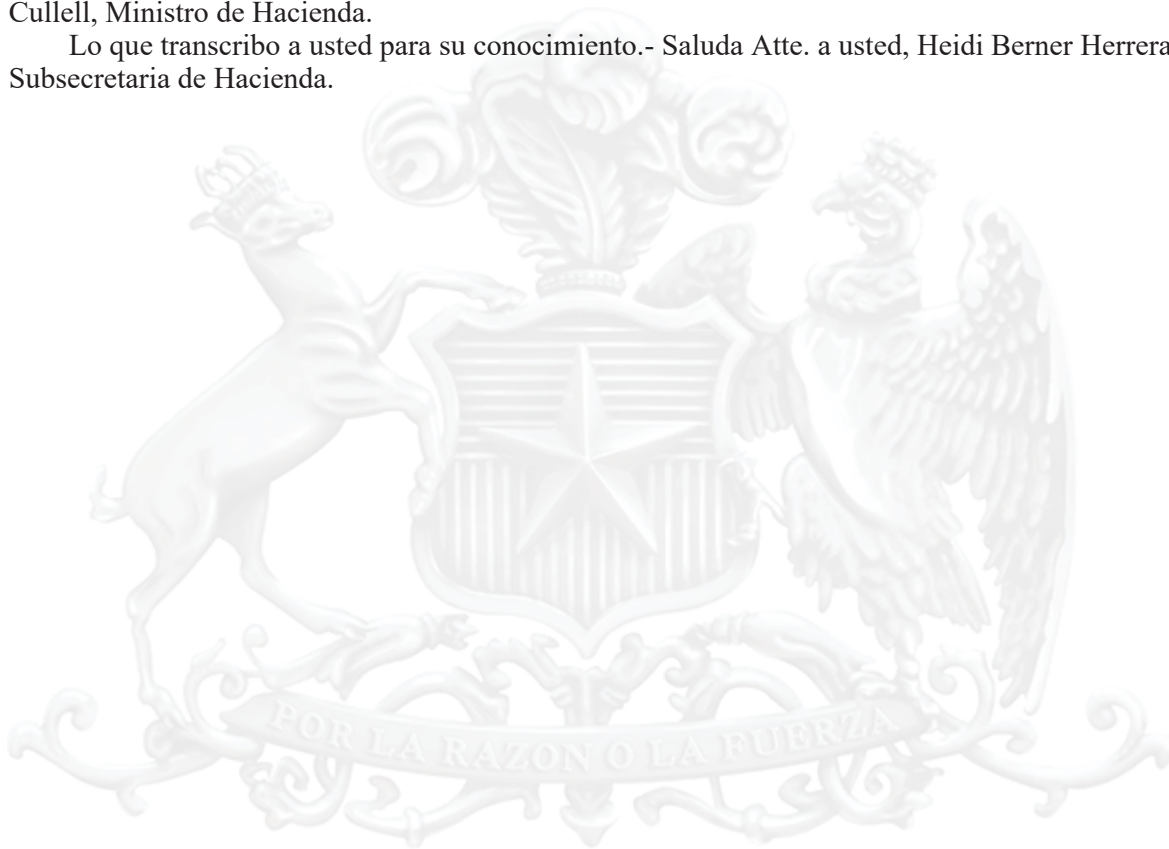 Cullell, Ministro de Hacienda.
Lo que transcribo a usted para su conocimiento.- Saluda Atte. a usted, Heidi Berner Herrera
Subsecretaria de Hacienda.
POR LA RAZON O LA FUERZA